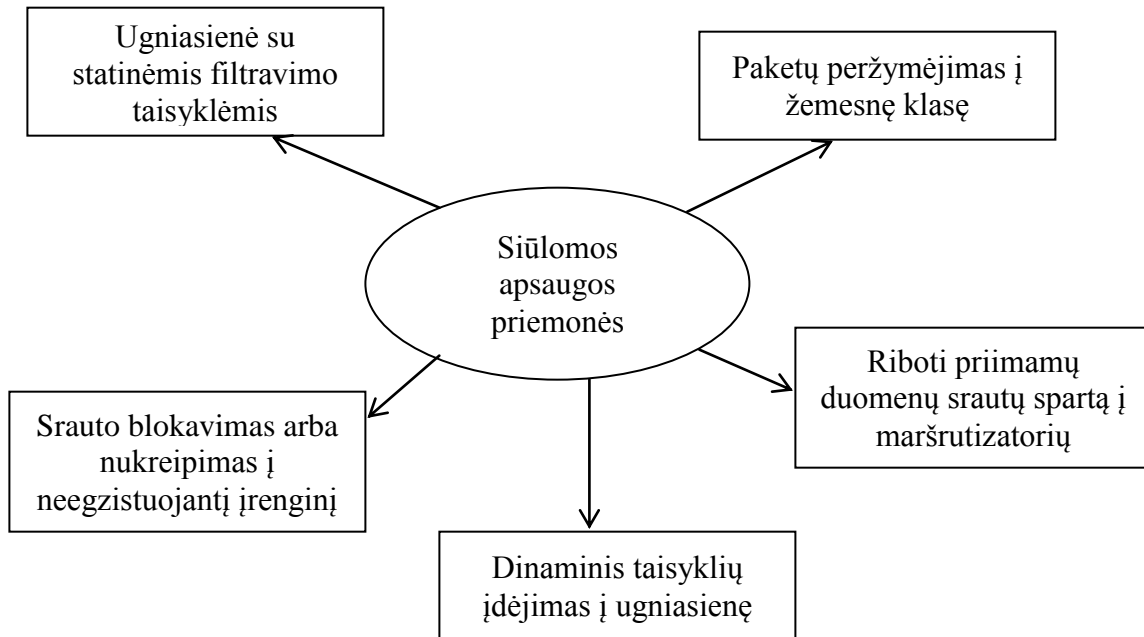 Ugniasienė su
statinėmis filtravimo
taisyklėmis
Paketų peržymėjimas į
žemesnę klasę
Siūlomos
apsaugos
priemonės
Riboti priimamų
duomenų srautų spartą į
maršrutizatorių
Srauto blokavimas arba
nukreipimas į
neegzistuojantį įrenginį
Dinaminis taisyklių
įdėjimas į ugniasienę